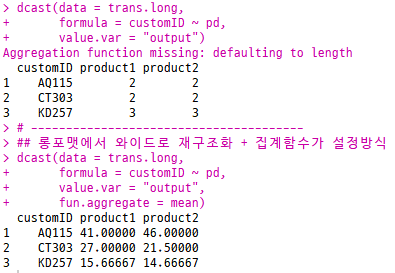 > dcast(data = trans.long,
+       formula = customID ~ pd,
+       value.var = "output")
Aggregation function missing: defaulting to length
  customID product1 product2
1    AQ115        2        2
2    CT303        2        2
3    KD257        3        3
> # ---------------------------------------
> ## 롱포맷에서 와이드로 재구조화 + 집계함수가 설정방식
> dcast(data = trans.long,
+       formula = customID ~ pd,
+       value.var = "output",
+       fun.aggregate = mean)
  customID product1 product2
1    AQ115 41.00000 46.00000
2    CT303 27.00000 21.50000
3    KD257 15.66667 14.66667